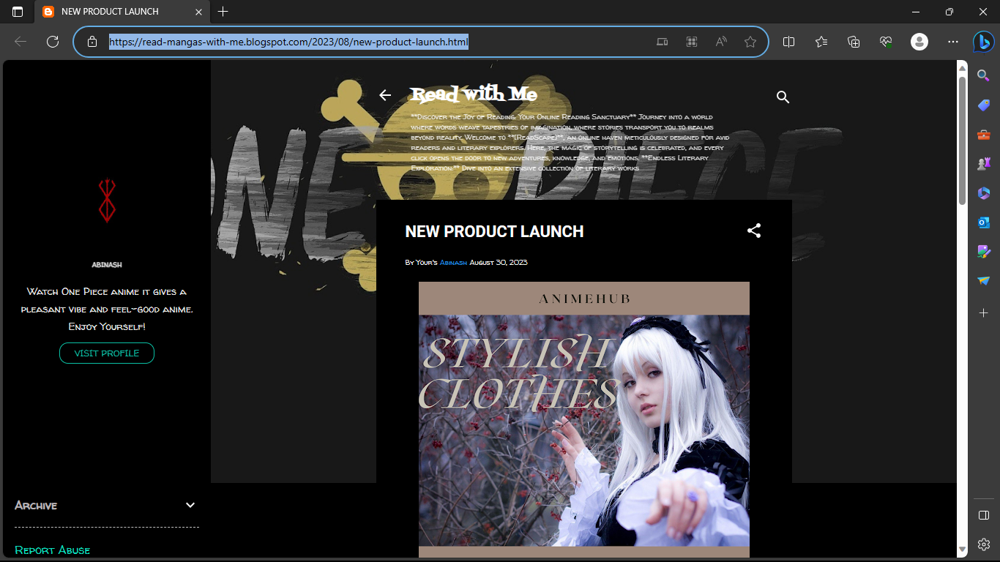 NEW PRODUCT LAUNCH
https://read-mangas-with-me.blogspot.com/2023/08/new-product-launch.html
ONE PIECE
Read with Me
**Discover the Joy of Reading: Your Online Reading Sanctuary** Journey into a world
where words weave tapestries of imagination, where stories transport you to realms
beyond reality. Welcome to **[ReadScape]**, an online haven meticulously designed for avid
readers and literary explorers. Here, the magic of storytelling is celebrated, and every
click opens the door to new adventures, knowledge, and emotions. **Endless Literary
Exploration:** Dive into an extensive collection of literary works
ABINASH
Watch One Piece anime it gives a
pleasant vibe and feel-good anime.
Enjoy Yourself!
VISIT PROFILE
Archive
Report Abuse
NEW PRODUCT LAUNCH
By Your's Abinash August 30, 2023
ANIMEHUB
STYLISH
CLOTHES